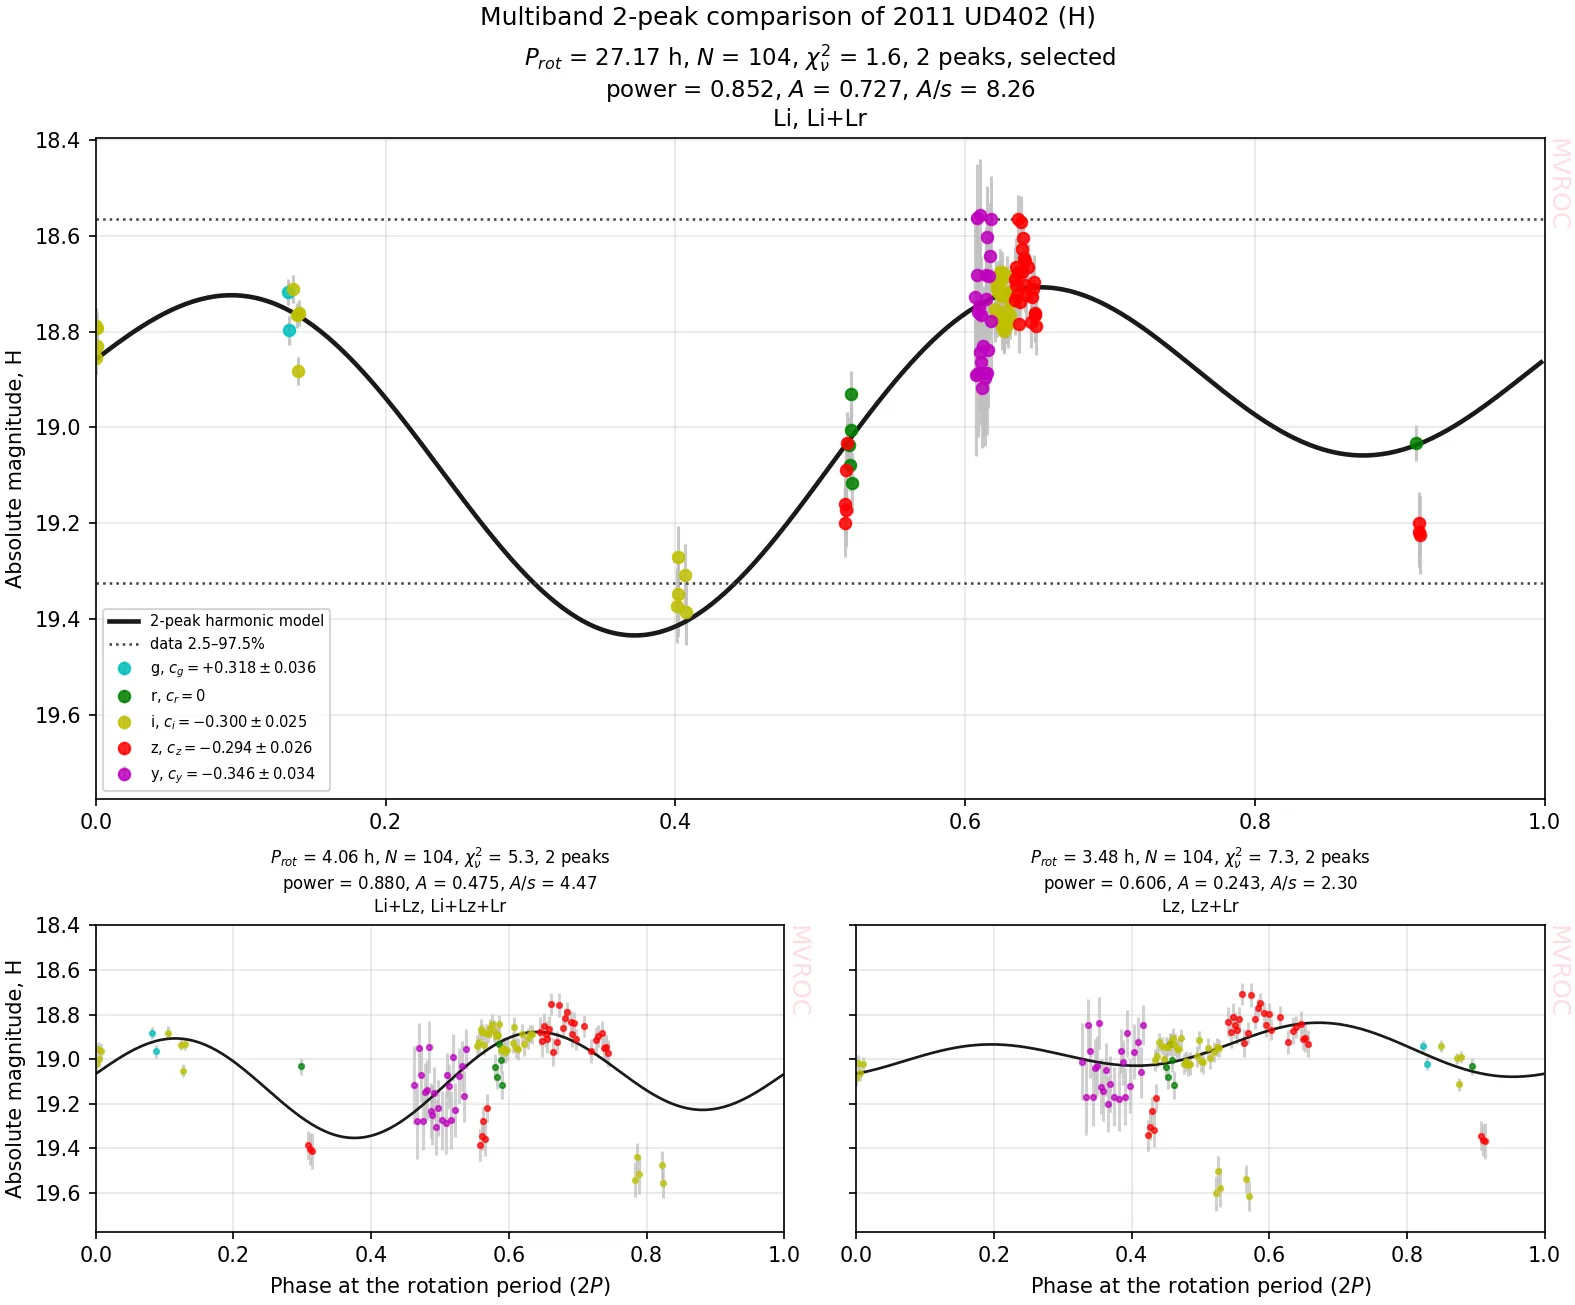 Multiband 2-peak comparison of 2011 UD402 (H)
P_rot = 27.17 h, N = 104, χ²_ν = 1.6, 2 peaks, selected
power = 0.852, A = 0.727, A/s = 8.26
Li, Li+Lr
MVROC
Absolute magnitude, H
18.4
18.6
18.8
19.0
19.2
19.4
19.6
2-peak harmonic model
data 2.5–97.5%
g, c_g = +0.318 ± 0.036
r, c_r = 0
i, c_i = −0.300 ± 0.025
z, c_z = −0.294 ± 0.026
y, c_y = −0.346 ± 0.034
0.0 0.2 0.4 0.6 0.8 1.0
P_rot = 4.06 h, N = 104, χ²_ν = 5.3, 2 peaks
power = 0.880, A = 0.475, A/s = 4.47
Li+Lz, Li+Lz+Lr
MVROC
Absolute magnitude, H
18.4
18.6
18.8
19.0
19.2
19.4
19.6
0.0 0.2 0.4 0.6 0.8 1.0
Phase at the rotation period (2P)
P_rot = 3.48 h, N = 104, χ²_ν = 7.3, 2 peaks
power = 0.606, A = 0.243, A/s = 2.30
Lz, Lz+Lr
MVROC
0.0 0.2 0.4 0.6 0.8 1.0
Phase at the rotation period (2P)